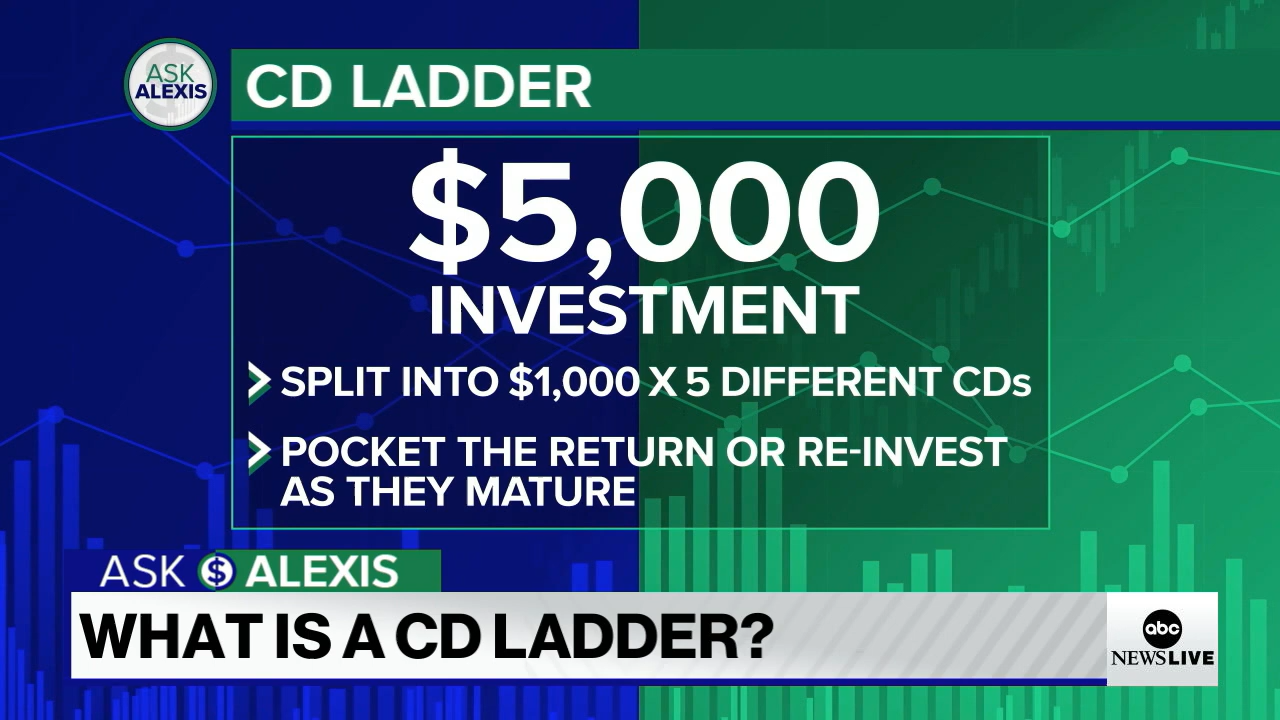 ASK
ALEXIS
CD LADDER
$5,000
INVESTMENT
SPLIT INTO $1,000 X 5 DIFFERENT CDs
POCKET THE RETURN OR RE-INVEST
AS THEY MATURE
ASK $ ALEXIS
WHAT IS A CD LADDER?
abc
NEWS LIVE